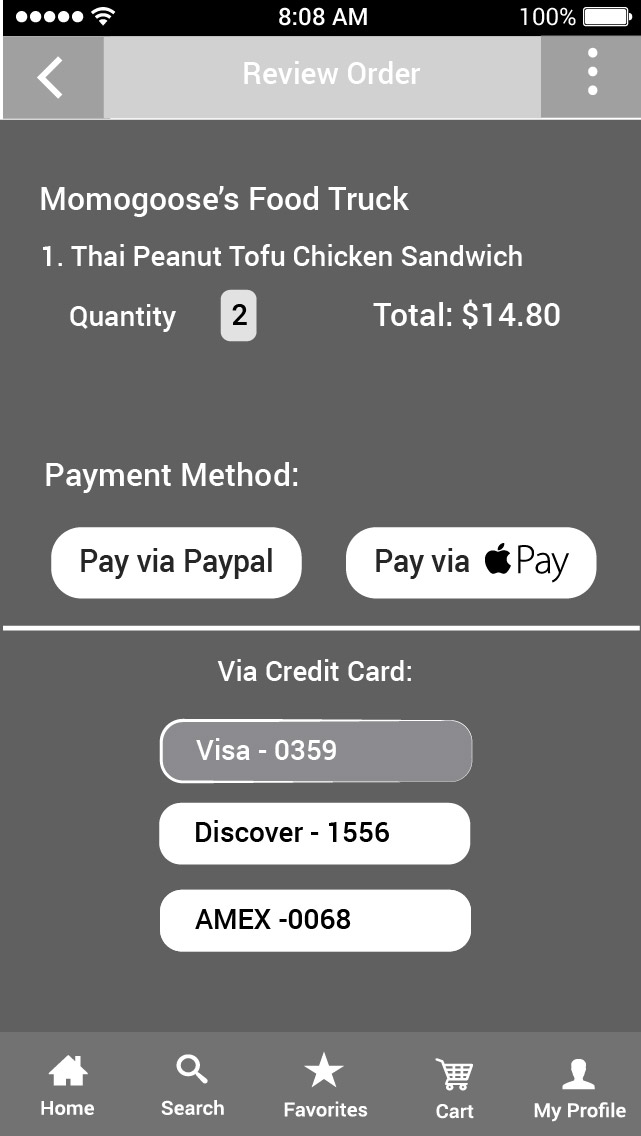 8:08 AM 100%
Review Order
Momogoose’s Food Truck
1. Thai Peanut Tofu Chicken Sandwich
Quantity 2 Total: $14.80
Payment Method:
Pay via Paypal Pay via Pay
Via Credit Card:
Visa - 0359
Discover - 1556
AMEX -0068
Home Search Favorites Cart My Profile